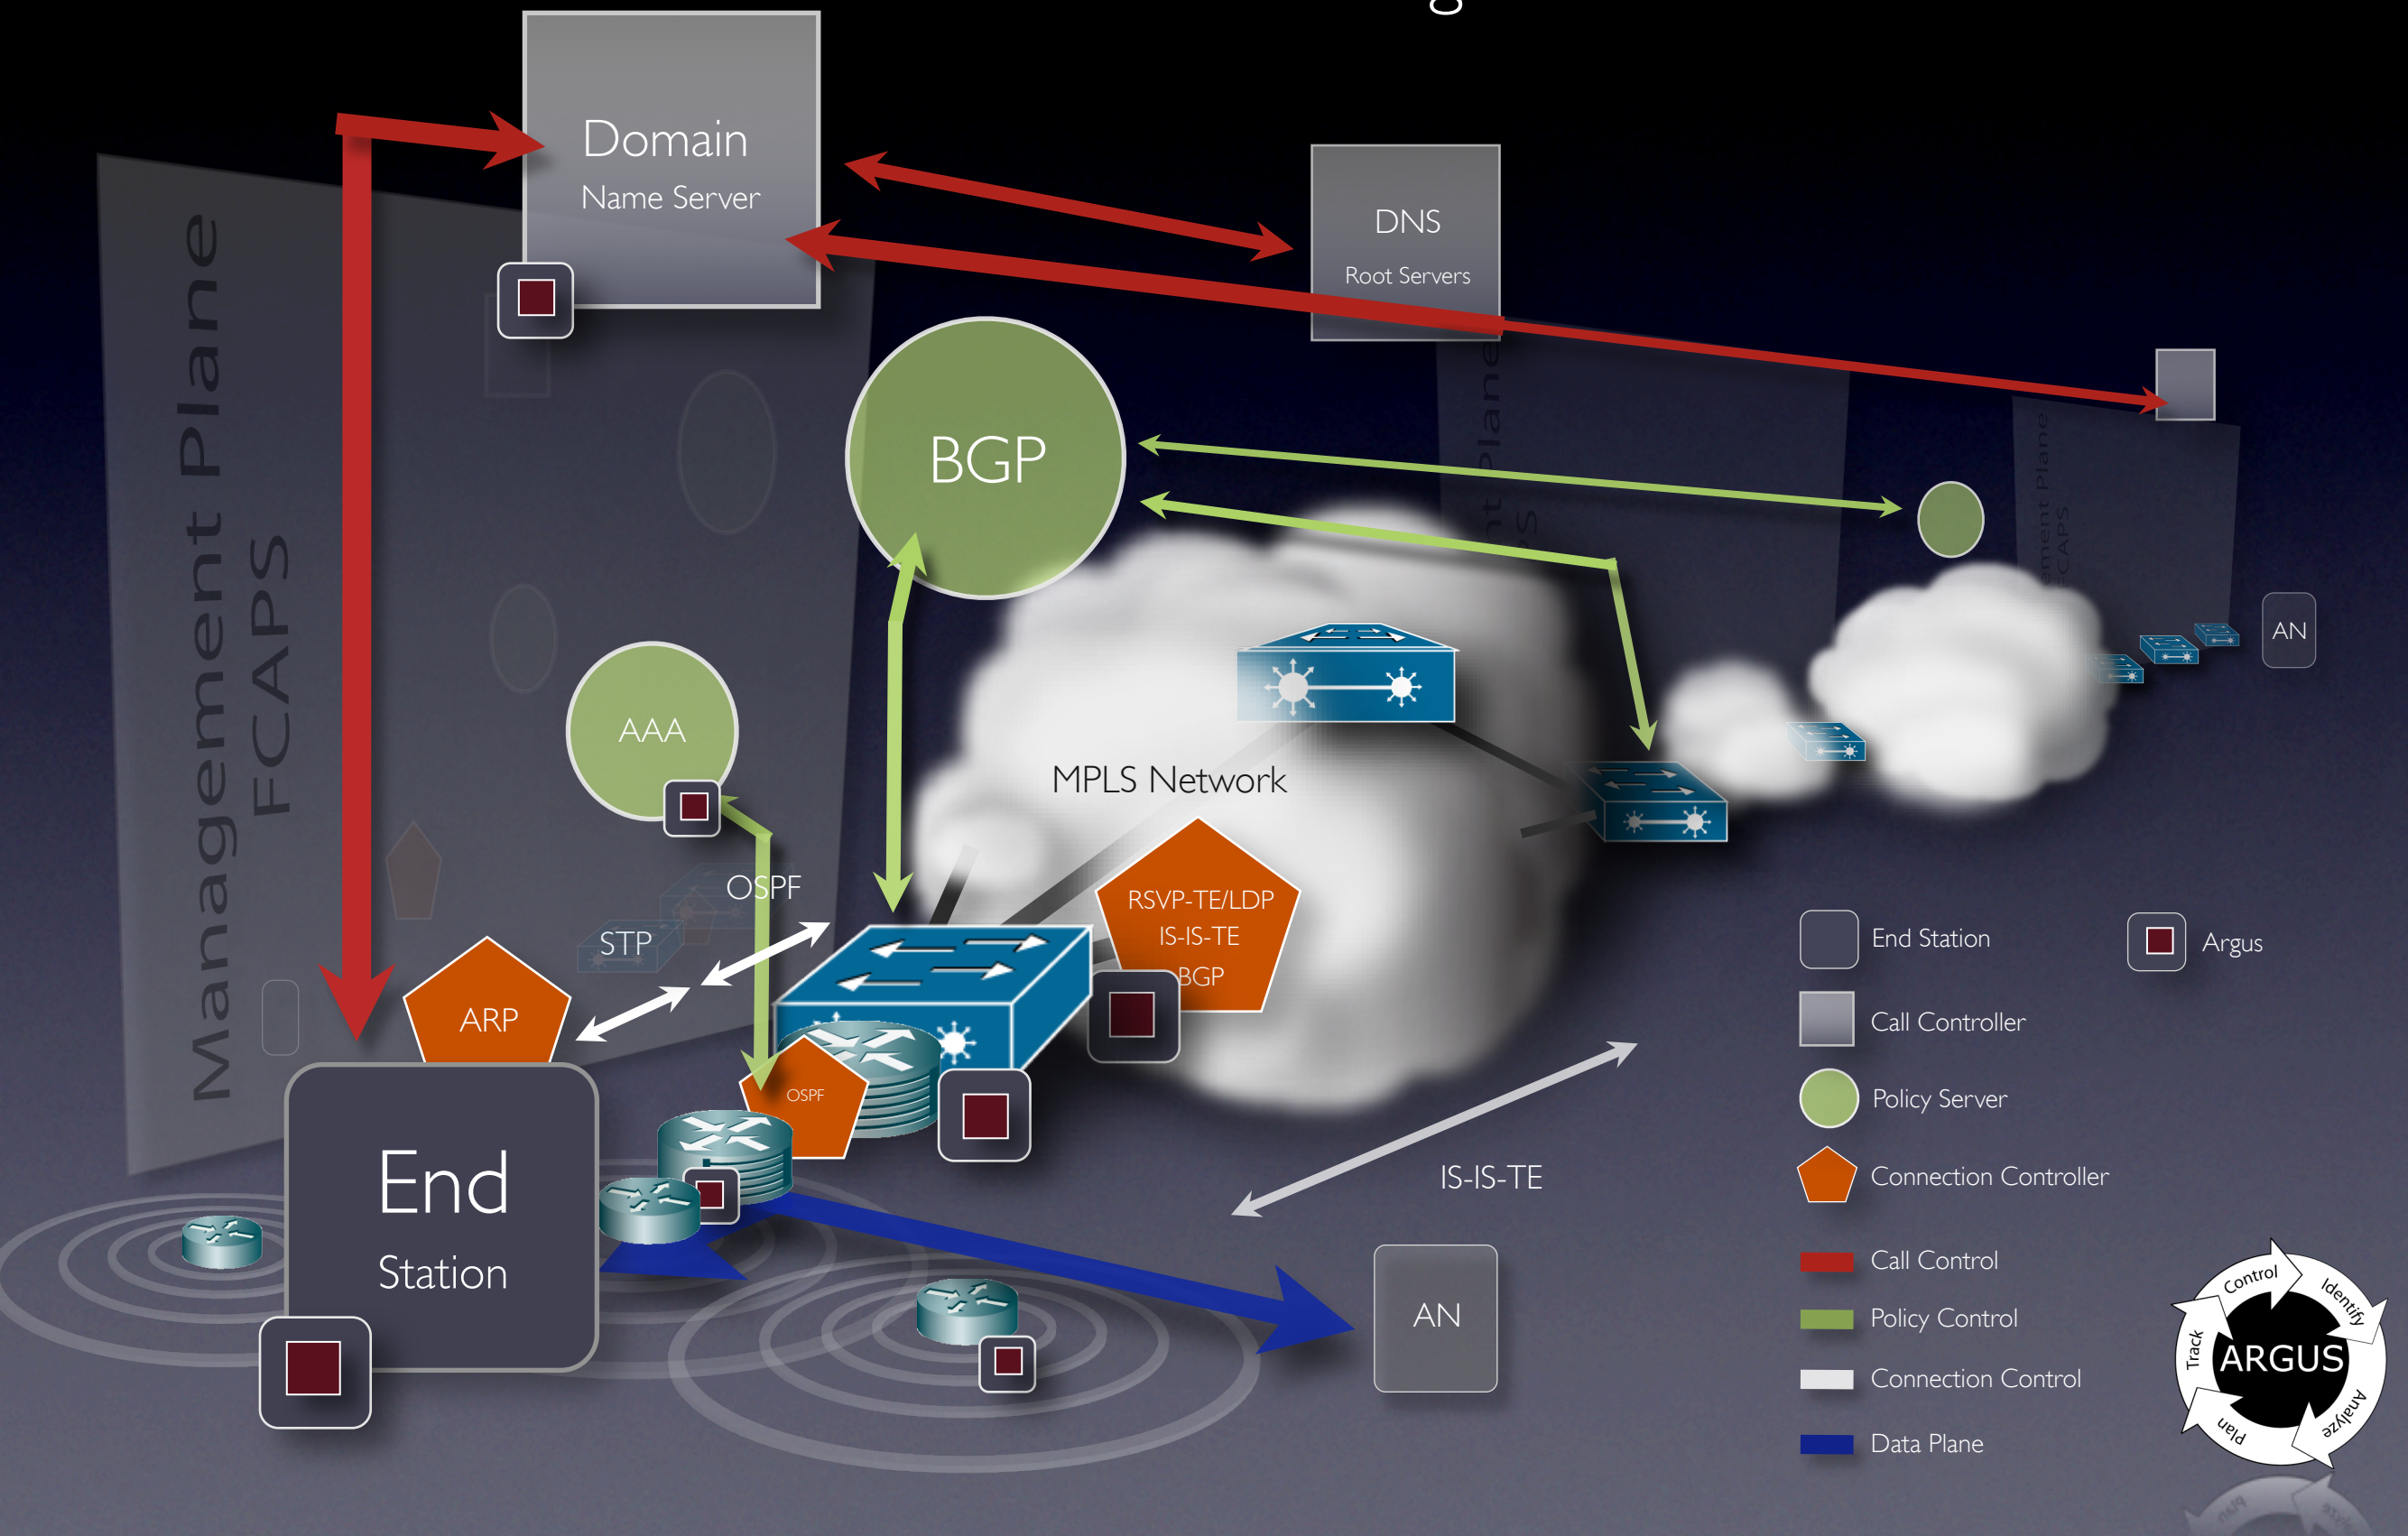 g
Domain
Name Server
DNS
Root Servers
Management Plane
FCAPS
BGP
AN
AAA
MPLS Network
OSPF
STP
RSVP-TE/LDP
IS-IS-TE
BGP
ARP
OSPF
End
Station
IS-IS-TE
AN
End Station
Argus
Call Controller
Policy Server
Connection Controller
Call Control
Policy Control
Connection Control
Data Plane
Control
Identify
Analyze
Plan
Track
ARGUS